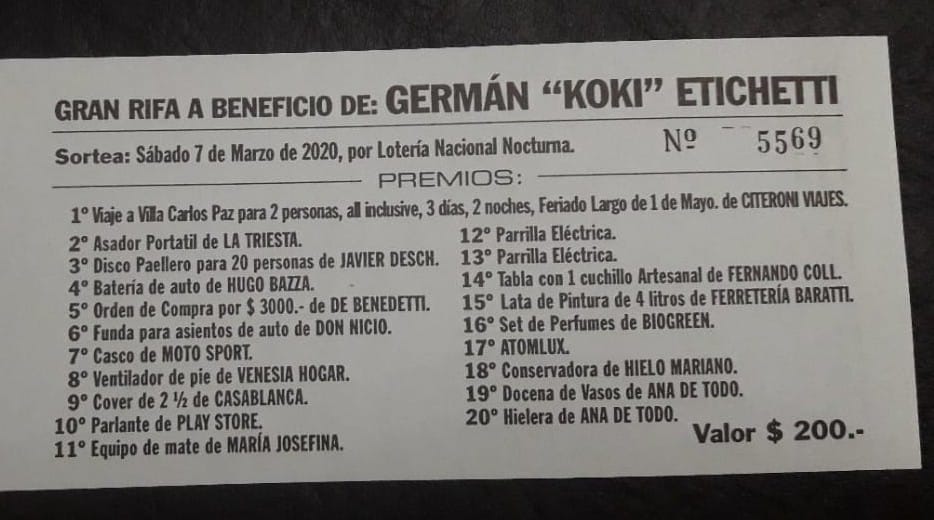 GRAN RIFA A BENEFICIO DE: GERMÁN “KOKI” ETICHETTI
Sortea: Sábado 7 de Marzo de 2020, por Lotería Nacional Nocturna.
Nº 5569
PREMIOS:
1° Viaje a Villa Carlos Paz para 2 personas, all inclusive, 3 días, 2 noches, Feriado Largo de 1 de Mayo. de CITERONI VIAJES.
2° Asador Portatil de LA TRIESTA.
3° Disco Paellero para 20 personas de JAVIER DESCH.
4° Batería de auto de HUGO BAZZA.
5° Orden de Compra por $ 3000.- de DE BENEDETTI.
6° Funda para asientos de auto de DON NICIO.
7° Casco de MOTO SPORT.
8° Ventilador de pie de VENESIA HOGAR.
9° Cover de 2 ½ de CASABLANCA.
10° Parlante de PLAY STORE.
11° Equipo de mate de MARÍA JOSEFINA.
12° Parrilla Eléctrica.
13° Parrilla Eléctrica.
14° Tabla con 1 cuchillo Artesanal de FERNANDO COLL.
15° Lata de Pintura de 4 litros de FERRETERÍA BARATTI.
16° Set de Perfumes de BIOGREEN.
17° ATOMLUX.
18° Conservadora de HIELO MARIANO.
19° Docena de Vasos de ANA DE TODO.
20° Hielera de ANA DE TODO.
Valor $ 200.-